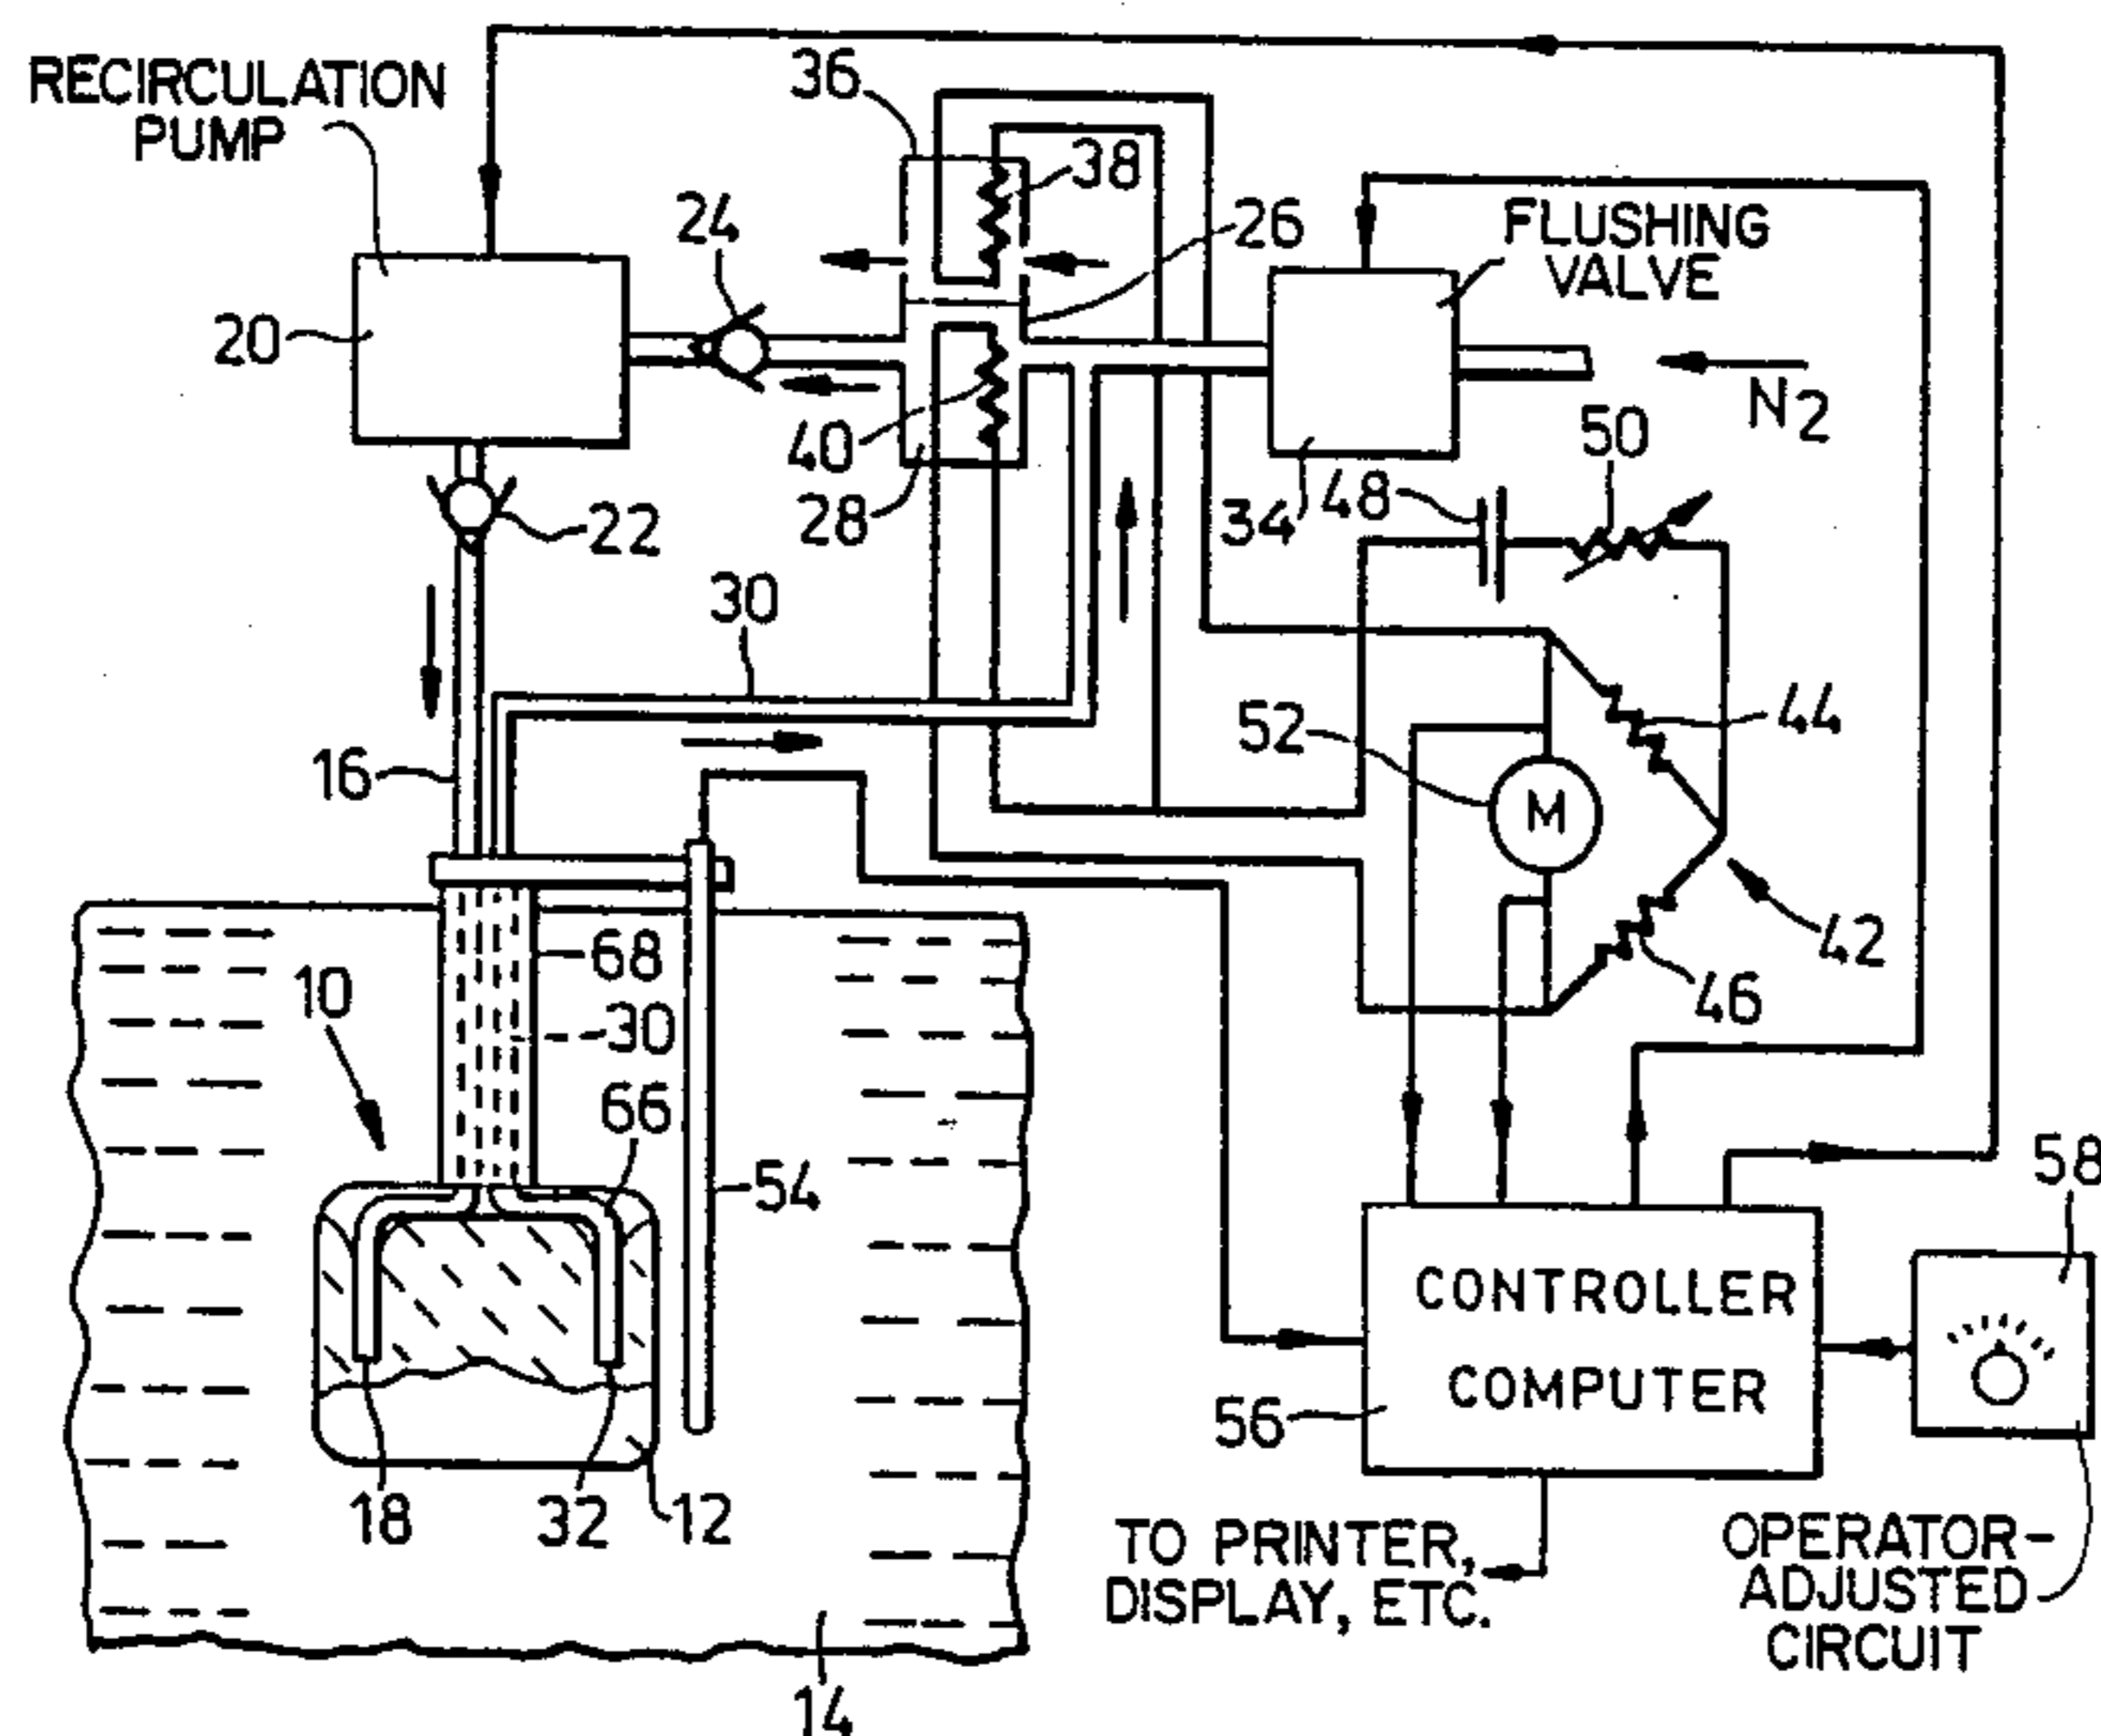 RECIRCULATION
PUMP
36
38
24
26
FLUSHING
VALVE
20
40
N2
50
28
48
34
22
30
44
52
16
M
42
68
46
10
30
66
54
58
CONTROLLER
COMPUTER
56
18
32
12
TO PRINTER,
DISPLAY, ETC.
OPERATOR-
ADJUSTED
CIRCUIT
14